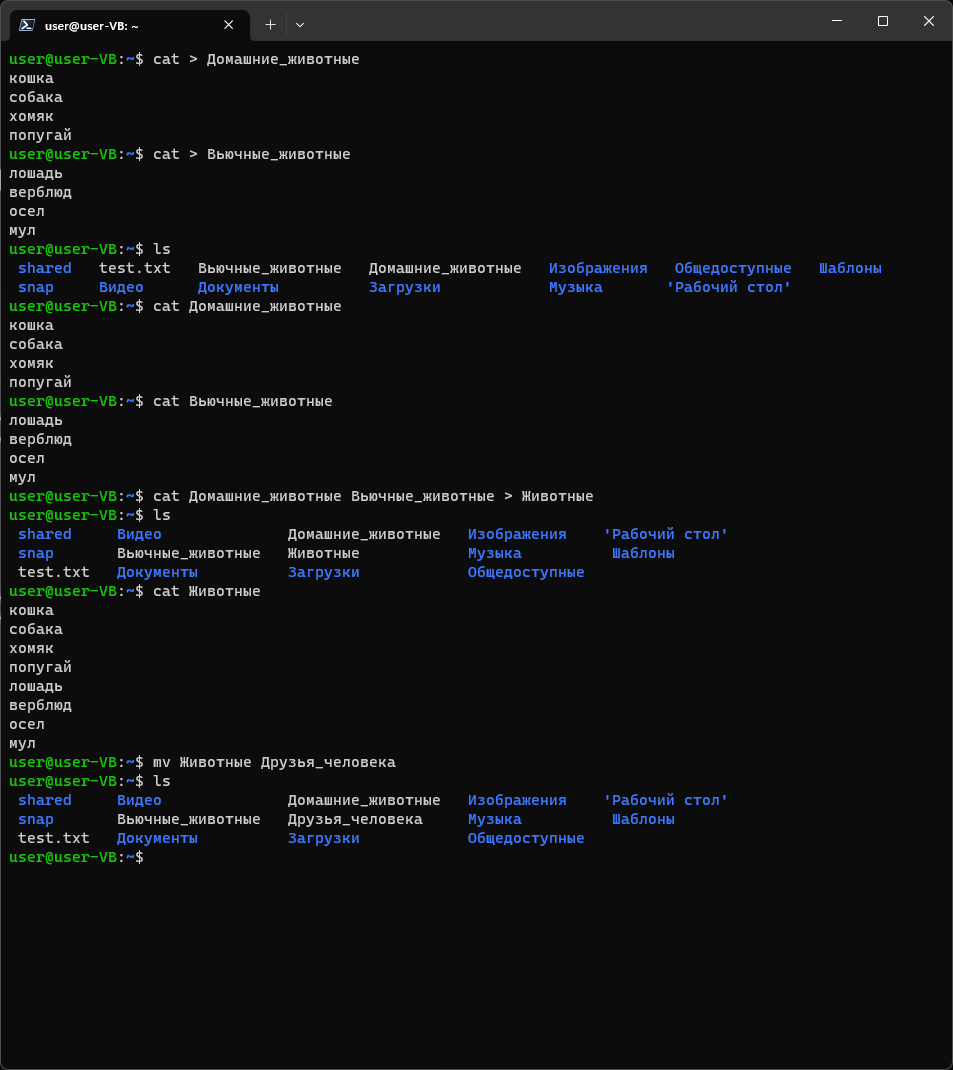 user@user-VB: ~
user@user-VB:~$ cat > Домашние_животные
кошка
собака
хомяк
попугай
user@user-VB:~$ cat > Вьючные_животные
лошадь
верблюд
осел
мул
user@user-VB:~$ ls
shared   test.txt   Вьючные_животные   Домашние_животные   Изображения   Общедоступные   Шаблоны
snap     Видео      Документы          Загрузки            Музыка       'Рабочий стол'
user@user-VB:~$ cat Домашние_животные
кошка
собака
хомяк
попугай
user@user-VB:~$ cat Вьючные_животные
лошадь
верблюд
осел
мул
user@user-VB:~$ cat Домашние_животные Вьючные_животные > Животные
user@user-VB:~$ ls
shared     Видео              Домашние_животные   Изображения    'Рабочий стол'
snap       Вьючные_животные   Животные            Музыка          Шаблоны
test.txt   Документы          Загрузки            Общедоступные
user@user-VB:~$ cat Животные
кошка
собака
хомяк
попугай
лошадь
верблюд
осел
мул
user@user-VB:~$ mv Животные Друзья_человека
user@user-VB:~$ ls
shared     Видео              Домашние_животные   Изображения    'Рабочий стол'
snap       Вьючные_животные   Друзья_человека     Музыка          Шаблоны
test.txt   Документы          Загрузки            Общедоступные
user@user-VB:~$